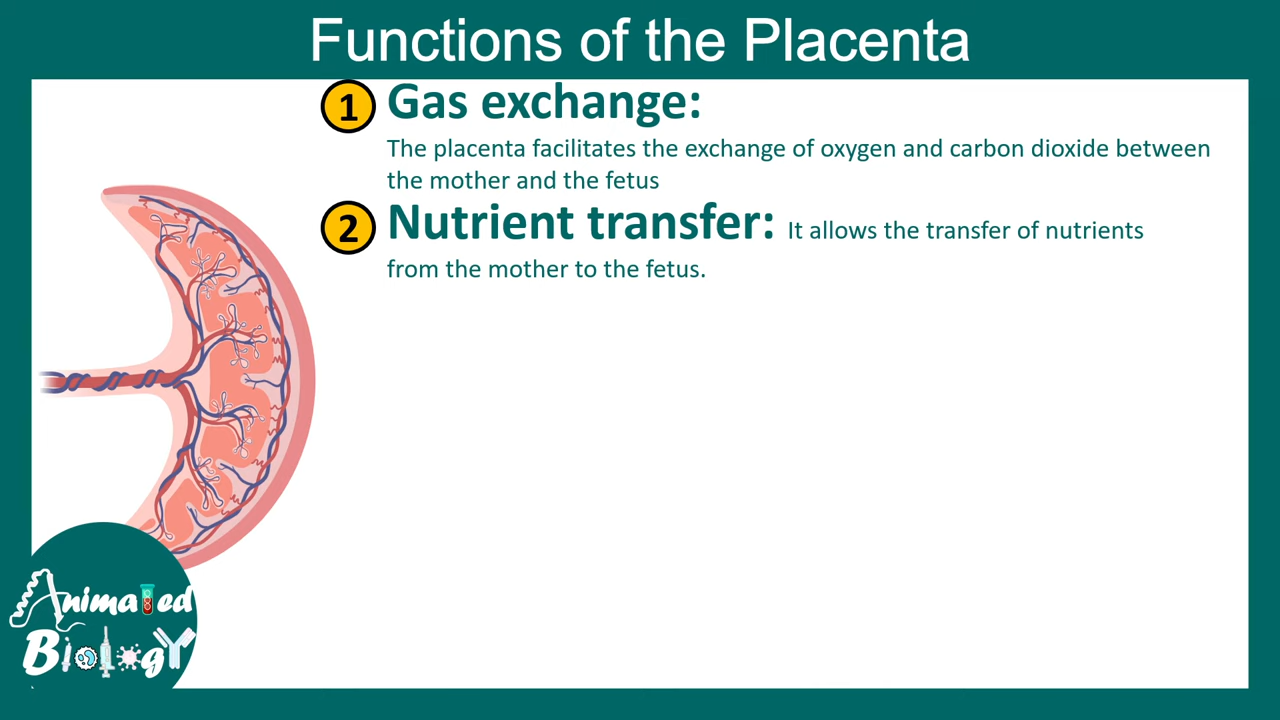 Functions of the Placenta
1 Gas exchange:
The placenta facilitates the exchange of oxygen and carbon dioxide between
the mother and the fetus
2 Nutrient transfer: It allows the transfer of nutrients
from the mother to the fetus.
Animated
Biology